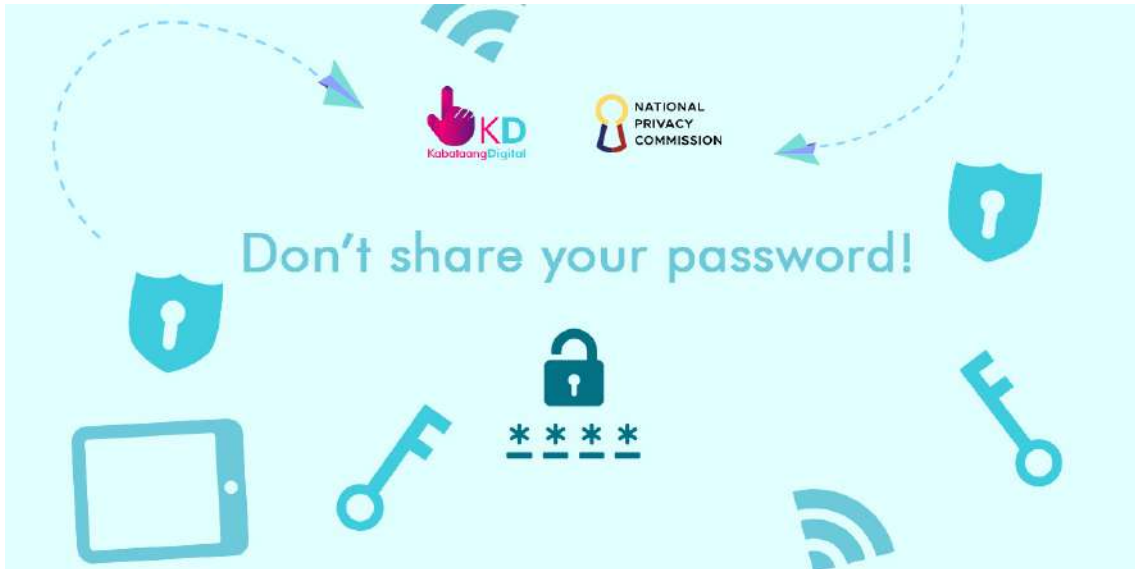 KD
KabataangDigital
NATIONAL
PRIVACY
COMMISSION
Don't share your password!
* * * *